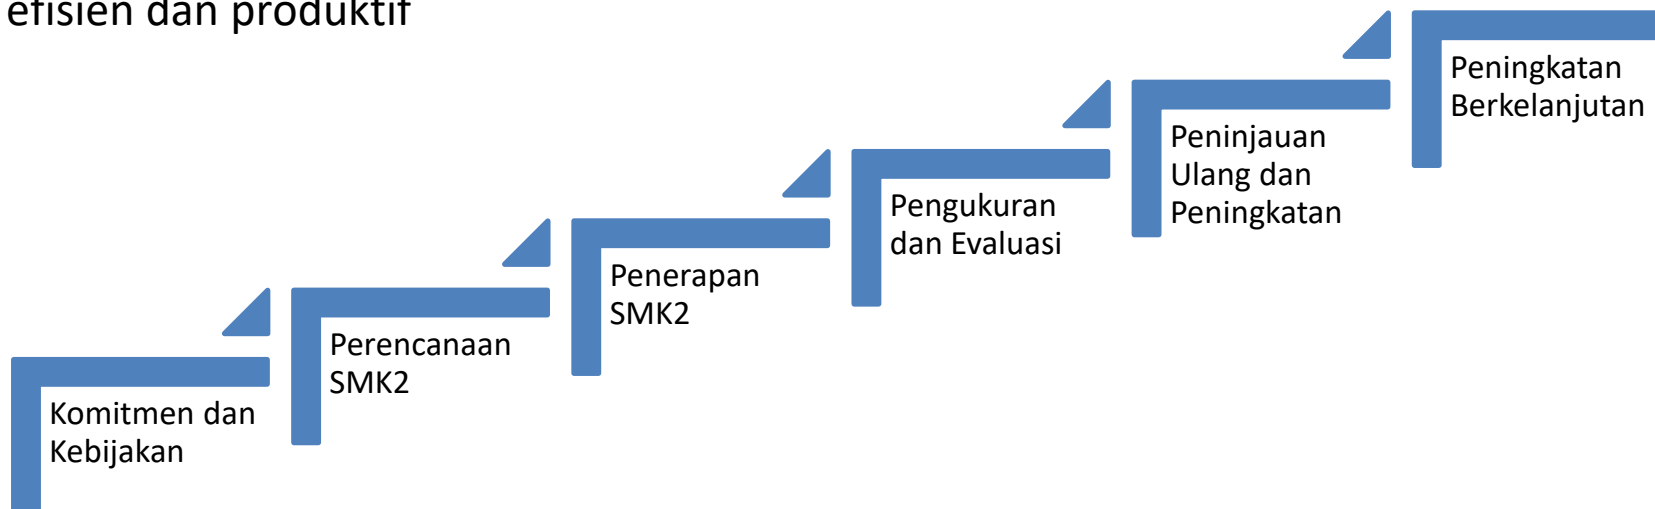 efisien dan produktif
Komitmen dan
Kebijakan
Perencanaan
SMK2
Penerapan
SMK2
Pengukuran
dan Evaluasi
Peninjauan
Ulang dan
Peningkatan
Peningkatan
Berkelanjutan